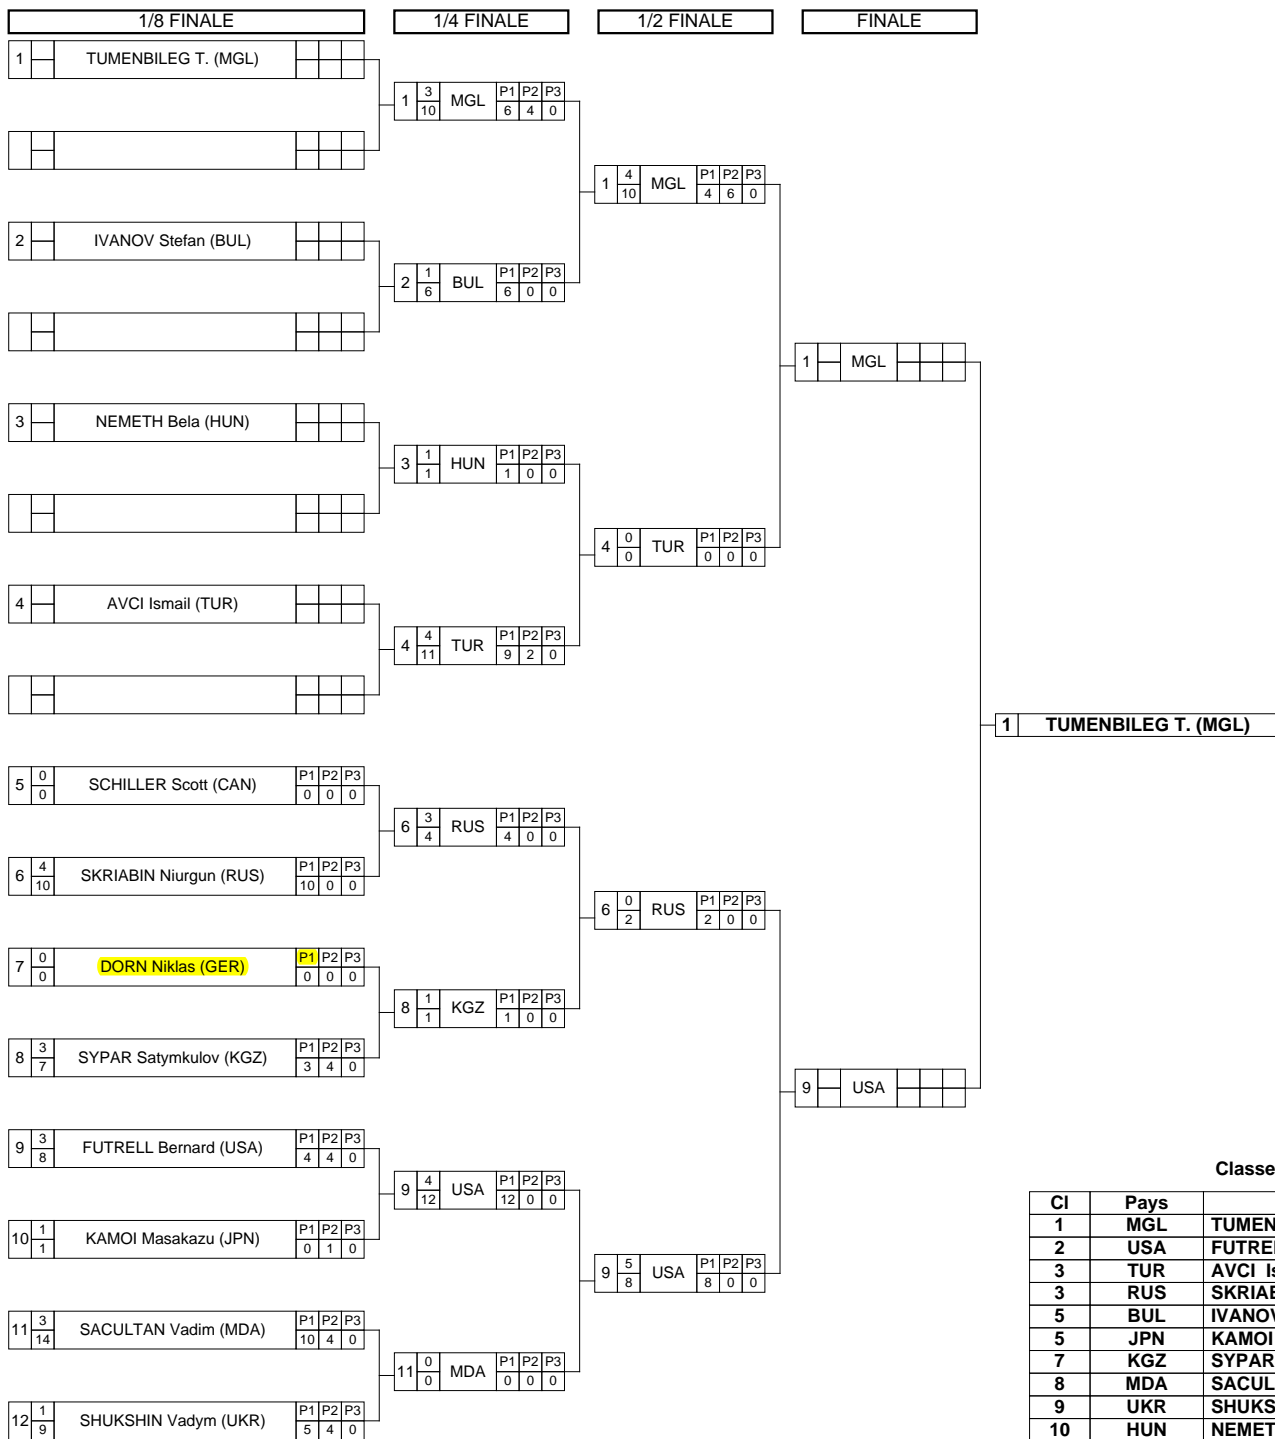 1/8 FINALE 1/4 FINALE 1/2 FINALE FINALE
1 TUMENBILEG T. (MGL)
1 3 10 MGL P1 P2 P3 6 4 0
1 4 10 MGL P1 P2 P3 4 6 0
2 IVANOV Stefan (BUL)
2 1 6 BUL P1 P2 P3 6 0 0
1 MGL
3 NEMETH Bela (HUN)
3 1 1 HUN P1 P2 P3 1 0 0
4 0 0 TUR P1 P2 P3 0 0 0
4 AVCI Ismail (TUR)
4 4 11 TUR P1 P2 P3 9 2 0
1 TUMENBILEG T. (MGL)
5 0 0 SCHILLER Scott (CAN) P1 P2 P3 0 0 0
6 3 4 RUS P1 P2 P3 4 0 0
6 4 10 SKRIABIN Niurgun (RUS) P1 P2 P3 10 0 0
6 0 2 RUS P1 P2 P3 2 0 0
7 0 0 DORN Niklas (GER) P1 P2 P3 0 0 0
8 1 1 KGZ P1 P2 P3 1 0 0
8 3 7 SYPAR Satymkulov (KGZ) P1 P2 P3 3 4 0
9 USA
9 3 8 FUTRELL Bernard (USA) P1 P2 P3 4 4 0
9 4 12 USA P1 P2 P3 12 0 0
10 1 1 KAMOI Masakazu (JPN) P1 P2 P3 0 1 0
9 5 8 USA P1 P2 P3 8 0 0
11 3 14 SACULTAN Vadim (MDA) P1 P2 P3 10 4 0
11 0 0 MDA P1 P2 P3 0 0 0
12 1 9 SHUKSHIN Vadym (UKR) P1 P2 P3 5 4 0
Classe
Cl Pays
1 MGL TUMEN
2 USA FUTRE
3 TUR AVCI Is
3 RUS SKRIAB
5 BUL IVANOV
5 JPN KAMOI
7 KGZ SYPAR
8 MDA SACUL
9 UKR SHUKS
10 HUN NEMET